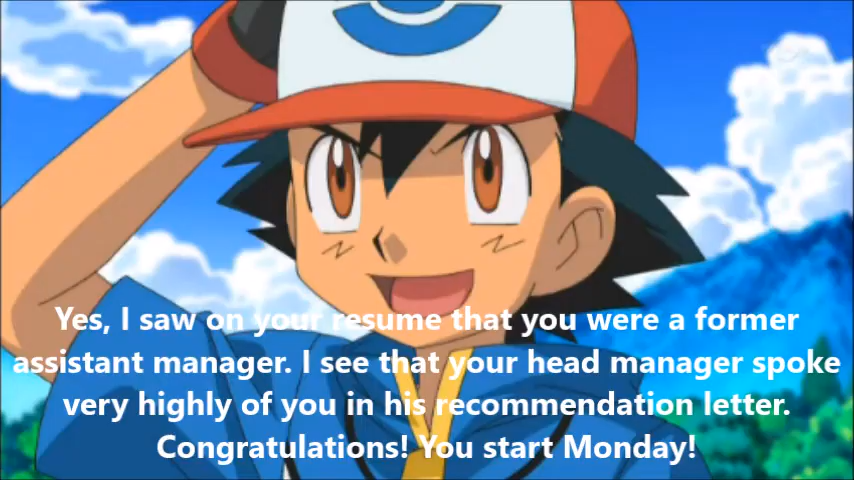 Yes, I saw on your resume that you were a former
assistant manager. I see that your head manager spoke
very highly of you in his recommendation letter.
Congratulations! You start Monday!